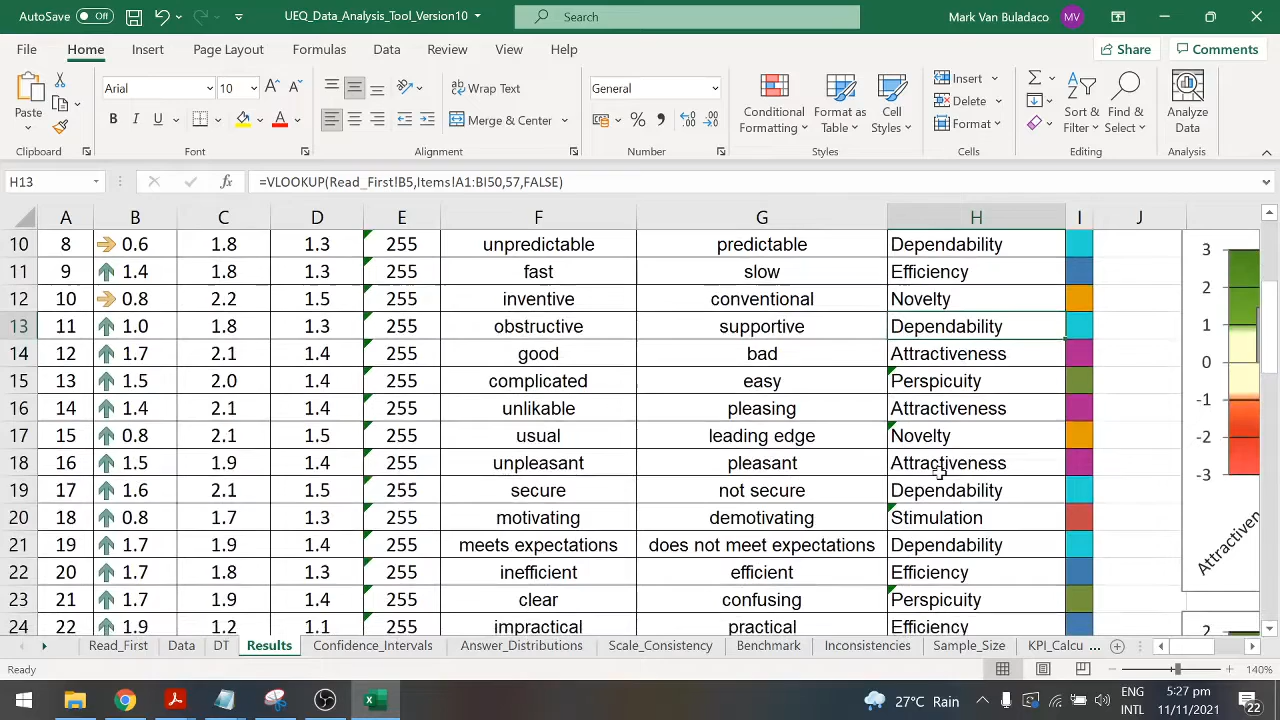 AutoSave Off UEQ_Data_Analysis_Tool_Version10 Search Mark Van Buladaco MV
File Home Insert Page Layout Formulas Data Review View Help Share Comments
Paste Arial 10 Wrap Text General Conditional Formatting Format as Table Cell Styles Insert Sort & Filter Find & Select Analyze Data
B I U Merge & Center Delete
Format
Clipboard Font Alignment Number Styles Cells Editing Analysis
H13 =VLOOKUP(Read_First!B5,Items!A1:BI50,57,FALSE)
A B C D E F G H I J
10 8 0.6 1.8 1.3 255 unpredictable predictable Dependability 3
11 9 1.4 1.8 1.3 255 fast slow Efficiency 2
12 10 0.8 2.2 1.5 255 inventive conventional Novelty
13 11 1.0 1.8 1.3 255 obstructive supportive Dependability 1
14 12 1.7 2.1 1.4 255 good bad Attractiveness 0
15 13 1.5 2.0 1.4 255 complicated easy Perspicuity
16 14 1.4 2.1 1.4 255 unlikable pleasing Attractiveness -1
17 15 0.8 2.1 1.5 255 usual leading edge Novelty -2
18 16 1.5 1.9 1.4 255 unpleasant pleasant Attractiveness -3
19 17 1.6 2.1 1.5 255 secure not secure Dependability
20 18 0.8 1.7 1.3 255 motivating demotivating Stimulation
21 19 1.7 1.9 1.4 255 meets expectations does not meet expectations Dependability Attractiven
22 20 1.7 1.8 1.3 255 inefficient efficient Efficiency
23 21 1.7 1.9 1.4 255 clear confusing Perspicuity
24 22 1.9 1.2 1.1 255 impractical practical Efficiency 2
Read_First Data DT Results Confidence_Intervals Answer_Distributions Scale_Consistency Benchmark Inconsistencies Sample_Size KPI_Calcu ...
Ready 140%
27°C Rain ENG INTL 5:27 pm 11/11/2021 22